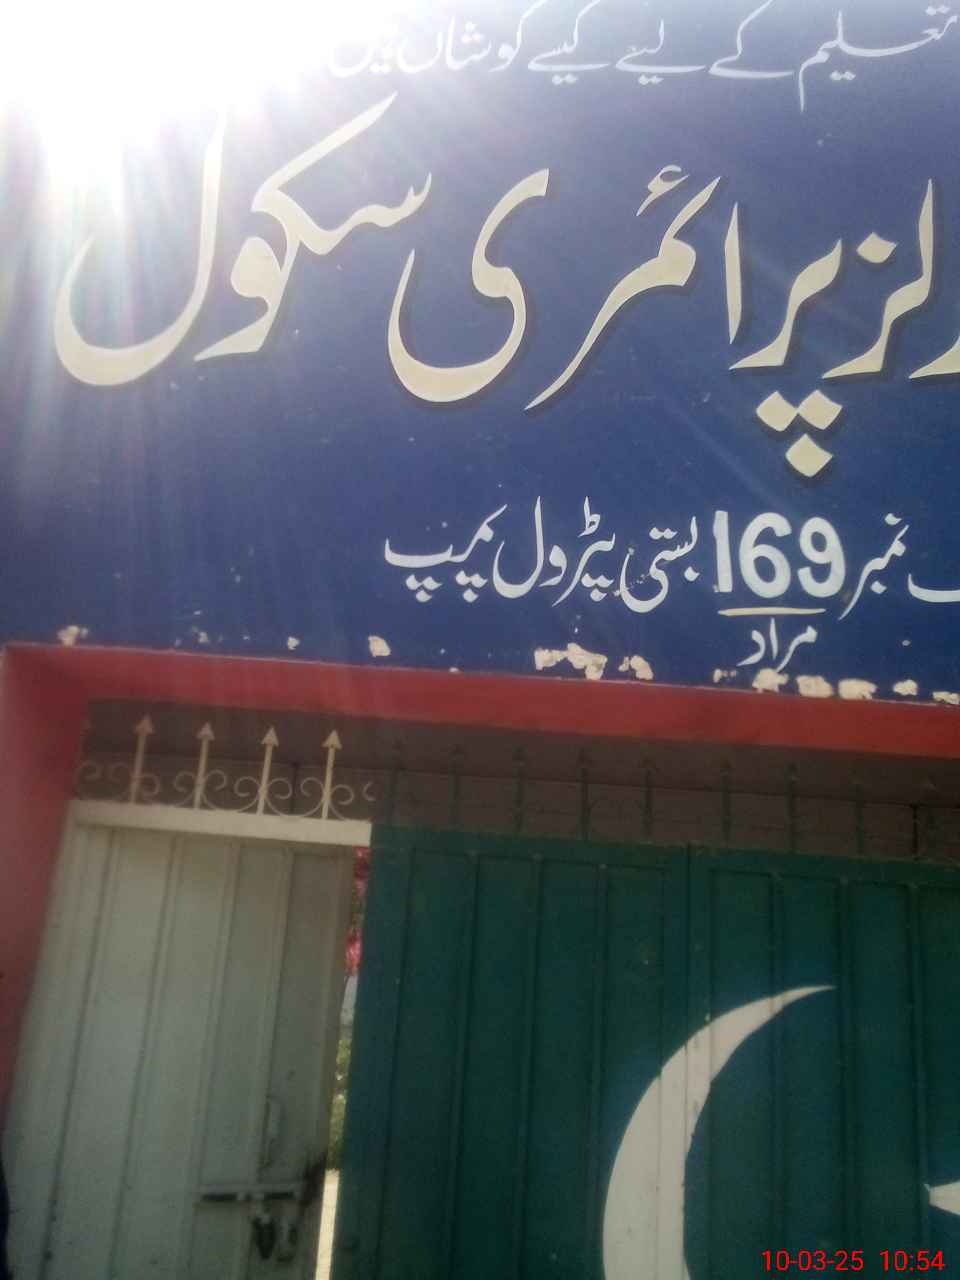 تعلیم کے لیے کیسے کوشاں ہیں
گرلز پرائمری سکول
نمبر 169 بستی پٹرول پمپ
مراد
10-03-25 10:54